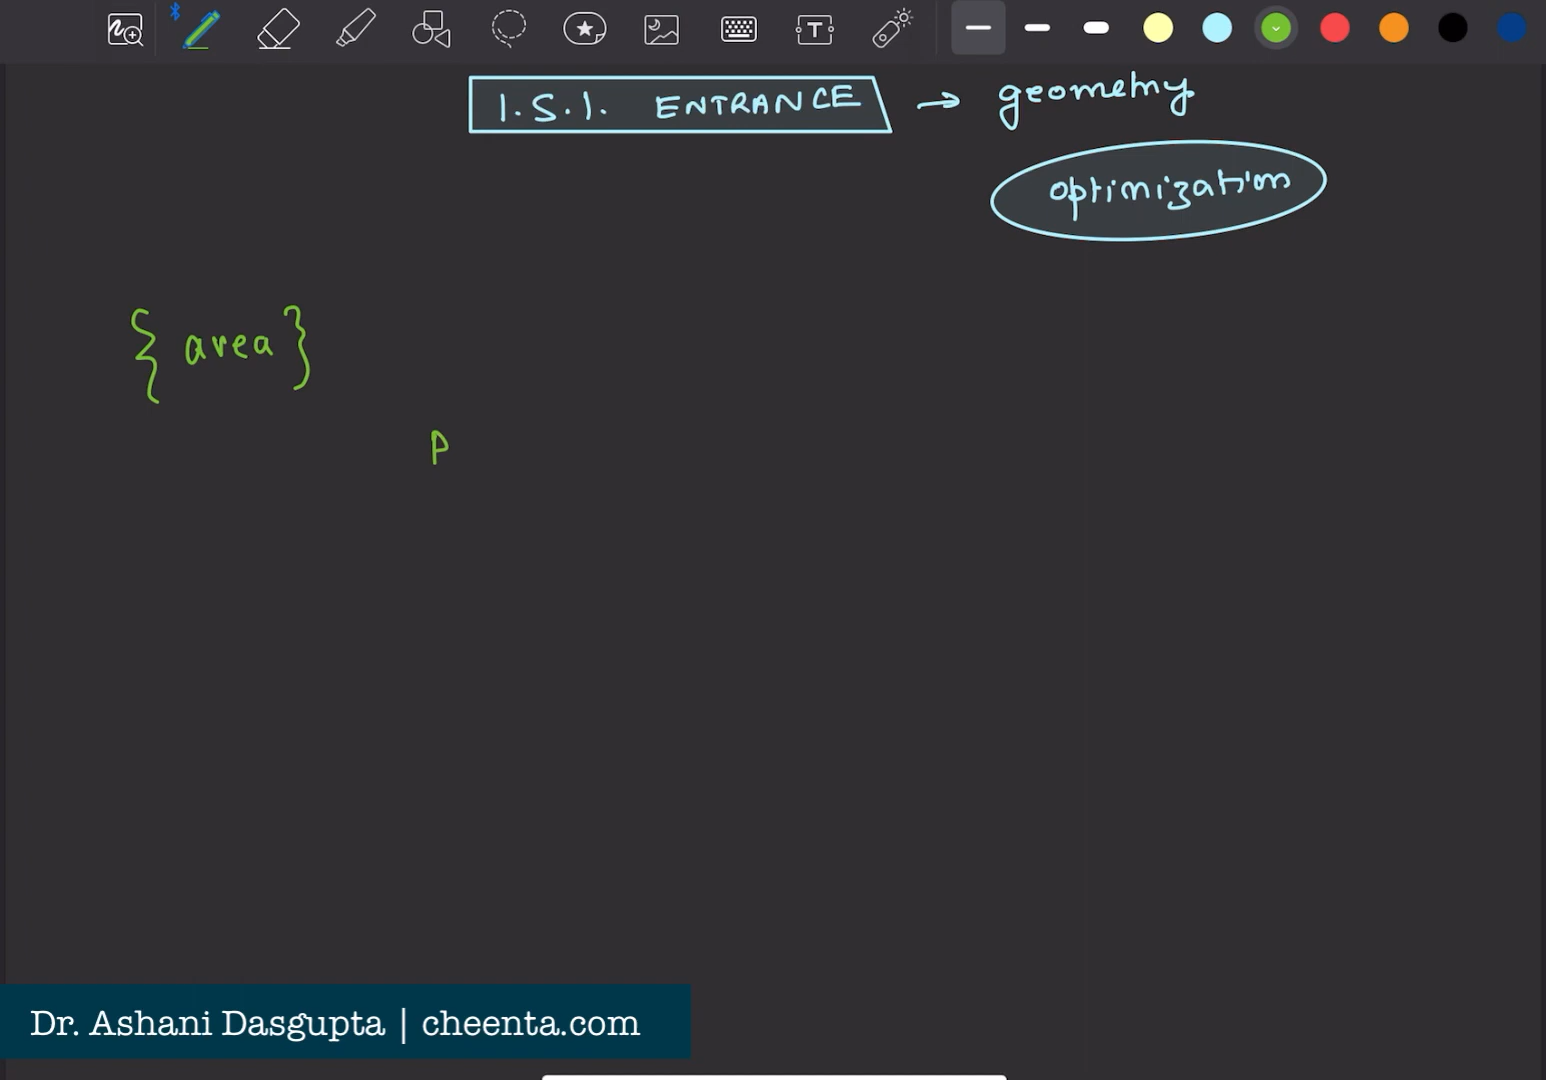 I.S.I. ENTRANCE → geometry
optimization
{ area }
P
Dr. Ashani Dasgupta | cheenta.com